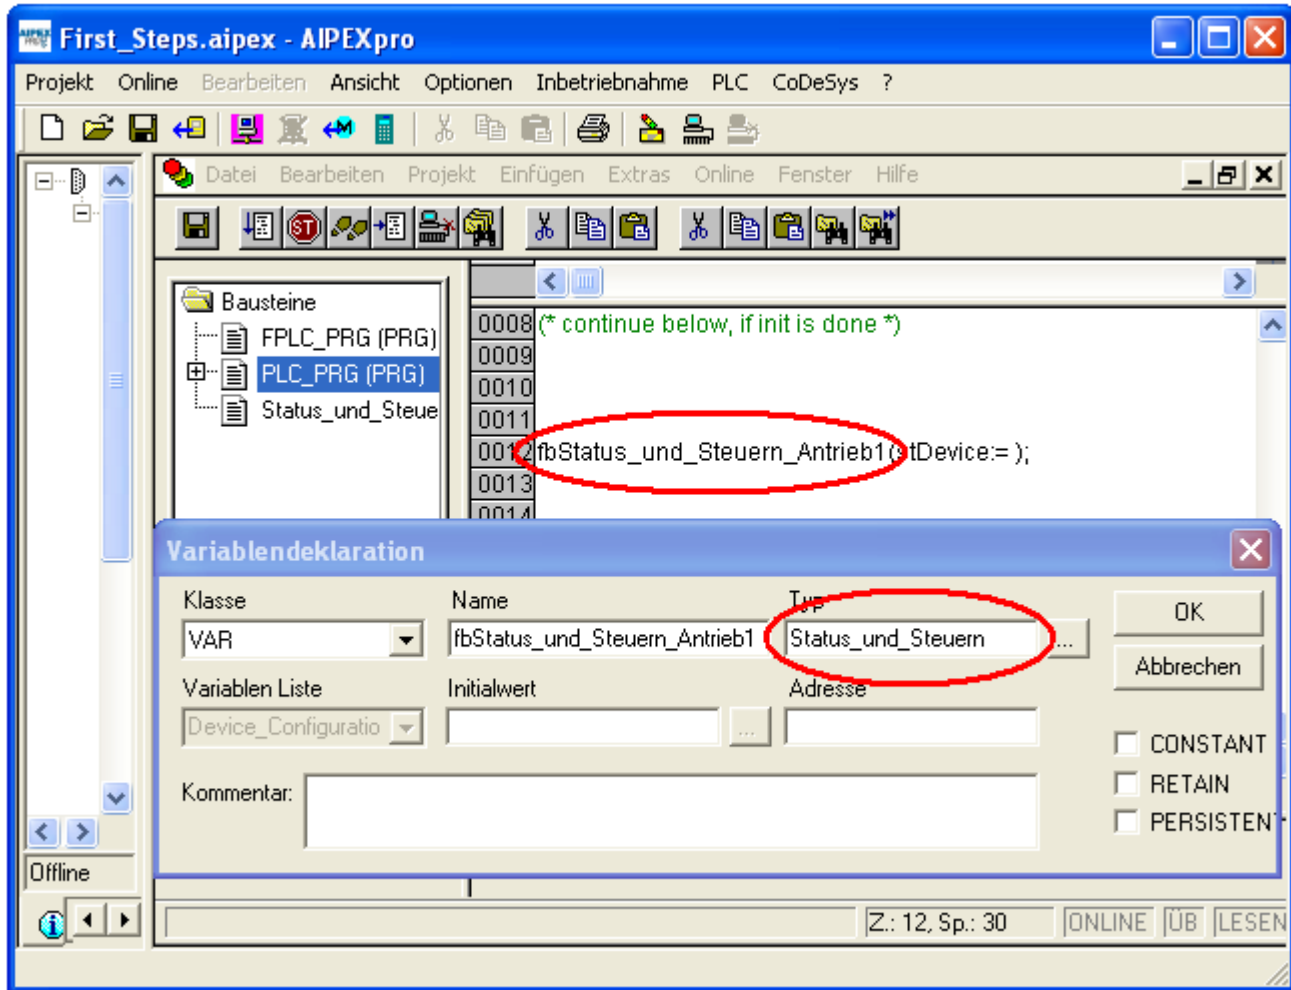 First_Steps.aipex - AIPEXpro
Projekt Online Bearbeiten Ansicht Optionen Inbetriebnahme PLC CoDeSys ?
Datei Bearbeiten Projekt Einfügen Extras Online Fenster Hilfe
ST
Bausteine
FPLC_PRG (PRG)
PLC_PRG (PRG)
Status_und_Steue
0008 (* continue below, if init is done *)
0009
0010
0011
0012 fbStatus_und_Steuern_Antrieb1(stDevice:= );
0013
0014
Variablendeklaration
Klasse Name Typ
VAR fbStatus_und_Steuern_Antrieb1 Status_und_Steuern ... OK
Abbrechen
Variablen Liste Initialwert Adresse
Device_Configuratio ...
CONSTANT
RETAIN
PERSISTENT
Kommentar:
Offline
Z.: 12, Sp.: 30 ONLINE ÜB LESEN